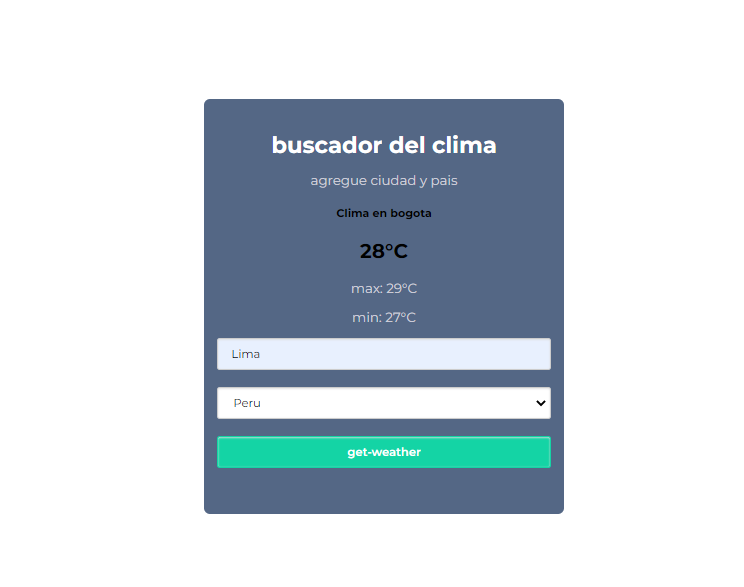 buscador del clima
agregue ciudad y pais
Clima en bogota
28°C
max: 29°C
min: 27°C
Lima
Peru
get-weather